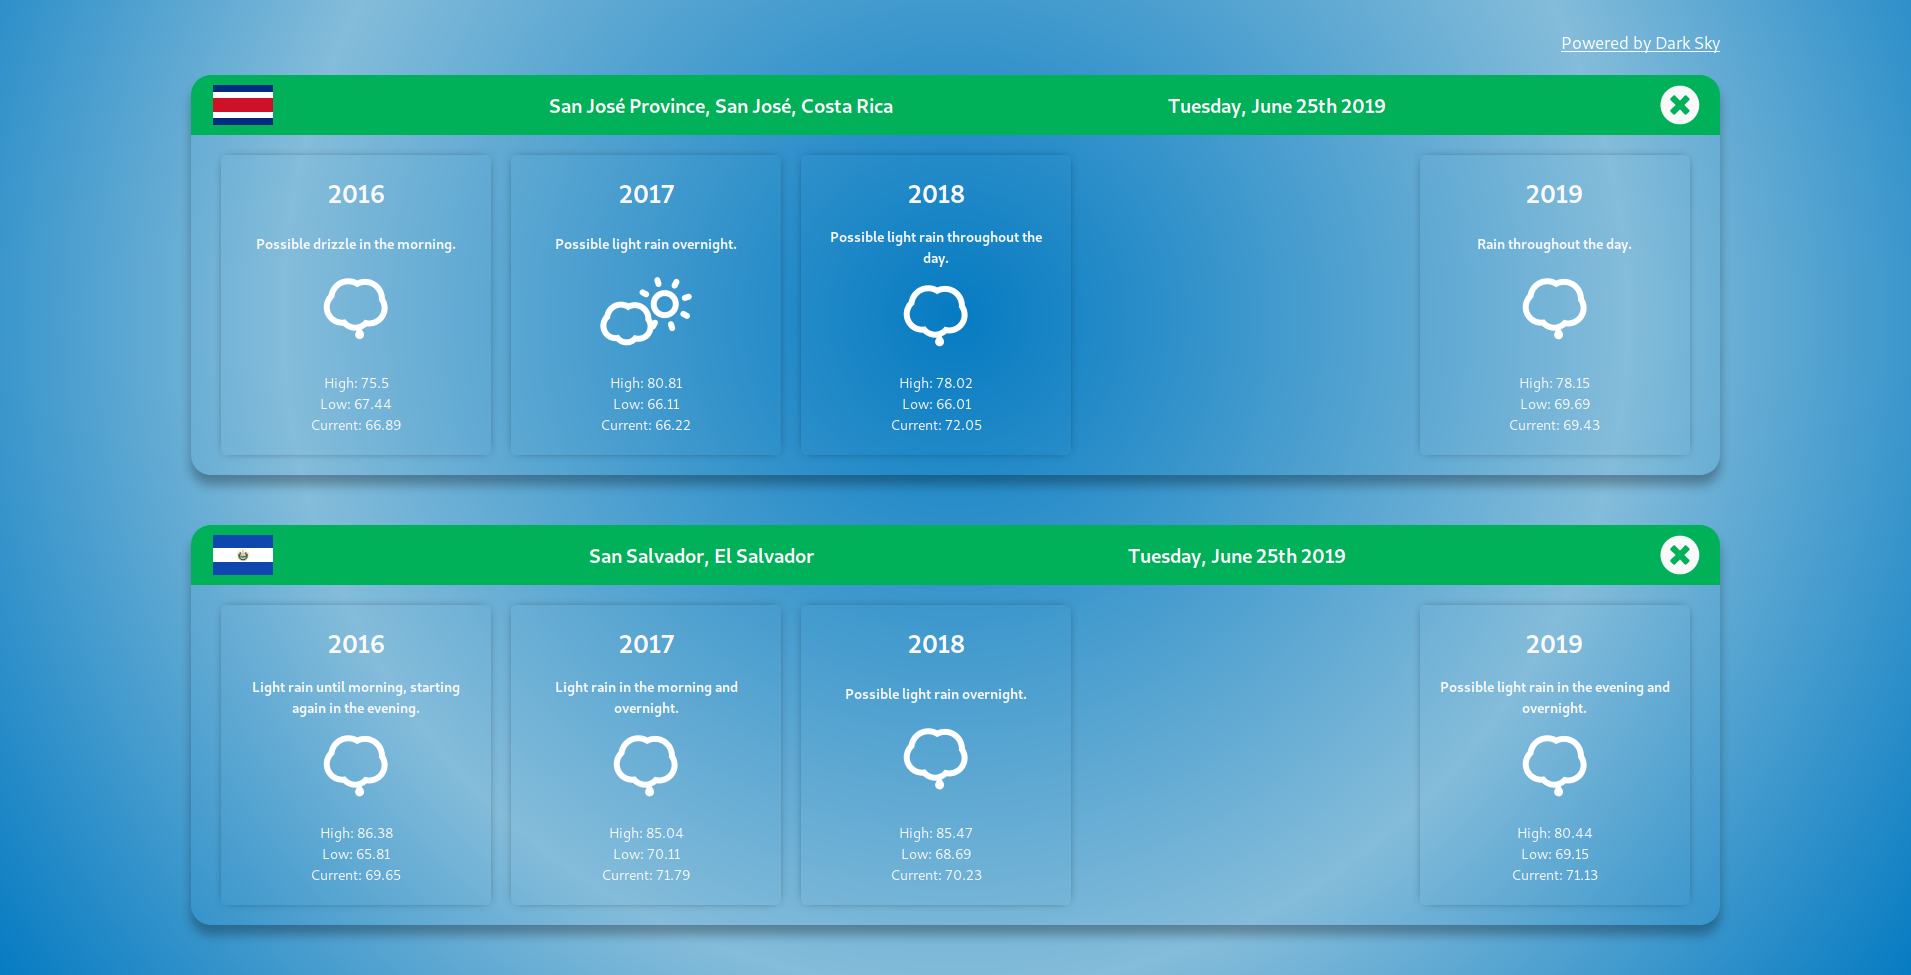 Powered by Dark Sky
San José Province, San José, Costa Rica
Tuesday, June 25th 2019
2016
Possible drizzle in the morning.
High: 75.5
Low: 67.44
Current: 66.89
2017
Possible light rain overnight.
High: 80.81
Low: 66.11
Current: 66.22
2018
Possible light rain throughout the
day.
High: 78.02
Low: 66.01
Current: 72.05
2019
Rain throughout the day.
High: 78.15
Low: 69.69
Current: 69.43
San Salvador, El Salvador
Tuesday, June 25th 2019
2016
Light rain until morning, starting
again in the evening.
High: 86.38
Low: 65.81
Current: 69.65
2017
Light rain in the morning and
overnight.
High: 85.04
Low: 70.11
Current: 71.79
2018
Possible light rain overnight.
High: 85.47
Low: 68.69
Current: 70.23
2019
Possible light rain in the evening and
overnight.
High: 80.44
Low: 69.15
Current: 71.13